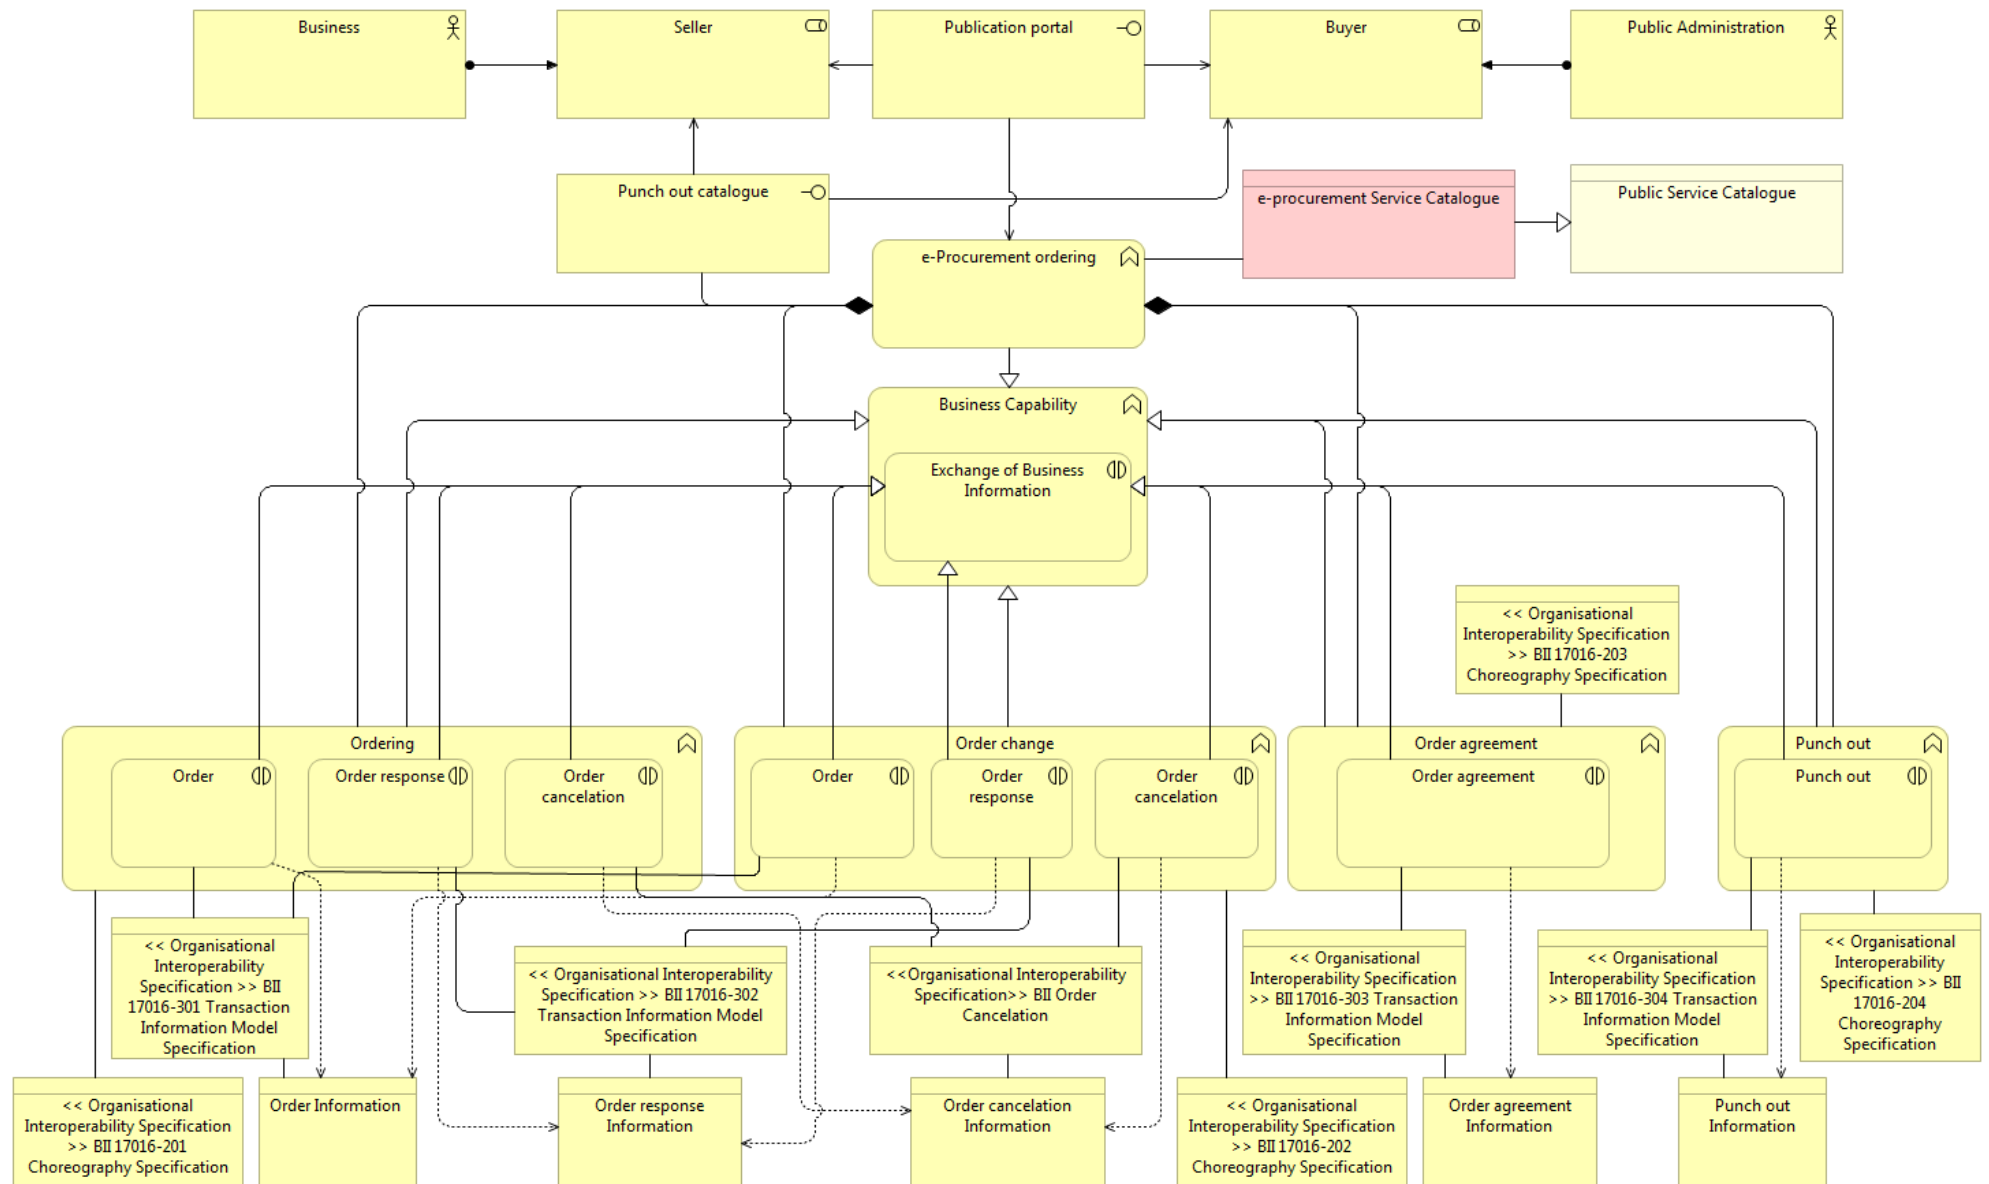 Business
Seller
Publication portal
Buyer
Public Administration
Punch out catalogue
e-procurement Service Catalogue
Public Service Catalogue
e-Procurement ordering
Business Capability
Exchange of Business
Information
<< Organisational
Interoperability Specification
>> BII 17016-203
Choreography Specification
Ordering
Order
Order response
Order
cancelation
Order change
Order
Order
response
Order
cancelation
Order agreement
Order agreement
Punch out
Punch out
<< Organisational
Interoperability
Specification >> BII
17016-301 Transaction
Information Model
Specification
<< Organisational Interoperability
Specification >> BII 17016-302
Transaction Information Model
Specification
<<Organisational Interoperability
Specification>> BII Order
Cancelation
<< Organisational
Interoperability Specification
>> BII 17016-303 Transaction
Information Model
Specification
<< Organisational
Interoperability Specification
>> BII 17016-304 Transaction
Information Model
Specification
<< Organisational
Interoperability
Specification >> BII
17016-204
Choreography
Specification
<< Organisational
Interoperability Specification
>> BII 17016-201
Choreography Specification
Order Information
Order response
Information
Order cancelation
Information
<< Organisational
Interoperability Specification
>> BII 17016-202
Choreography Specification
Order agreement
Information
Punch out
Information